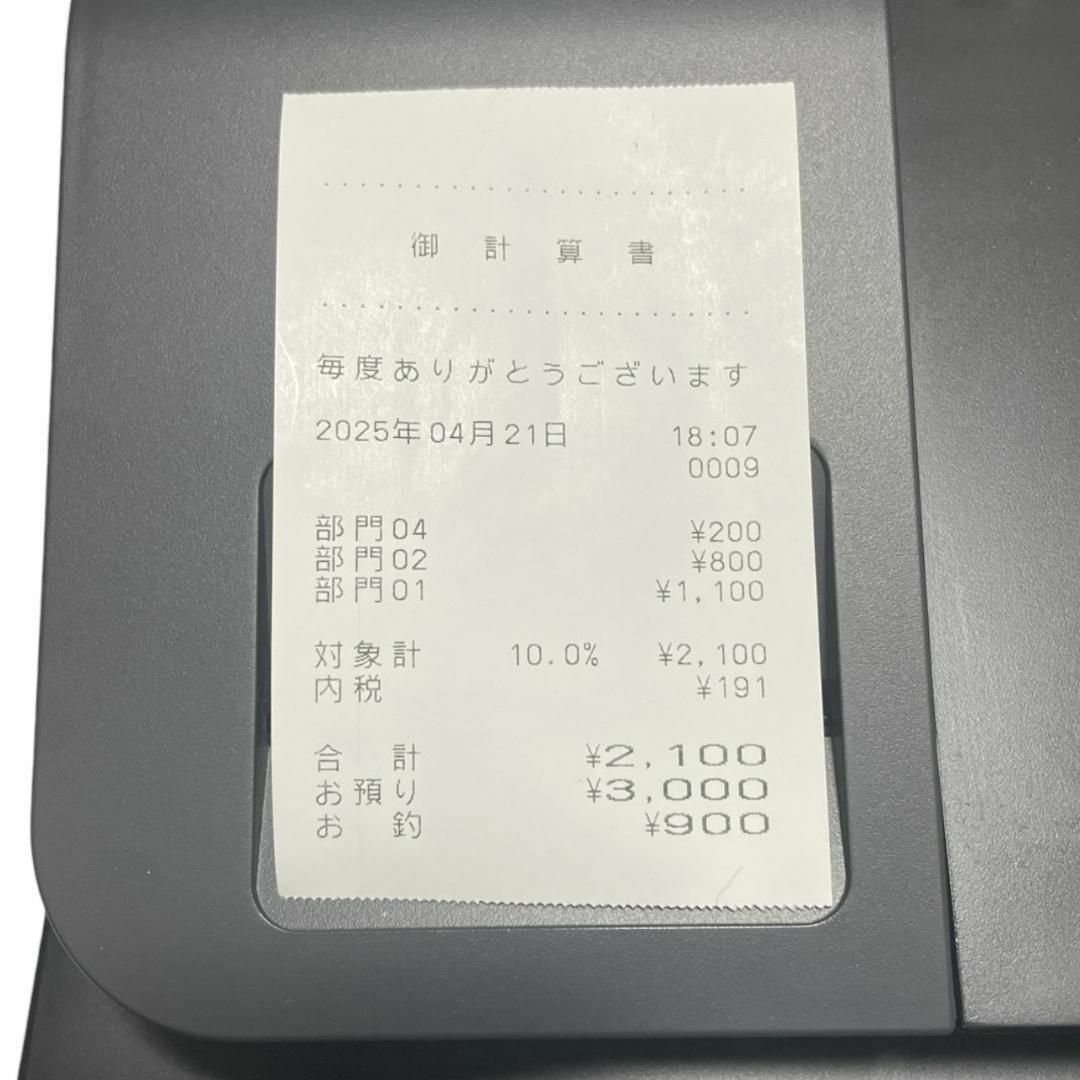 御計算書
毎度ありがとうございます
2025年04月21日 18:07
0009
部門04 ¥200
部門02 ¥800
部門01 ¥1,100
対象計 10.0% ¥2,100
内税 ¥191
合計 ¥2,100
お預り ¥3,000
お釣 ¥900